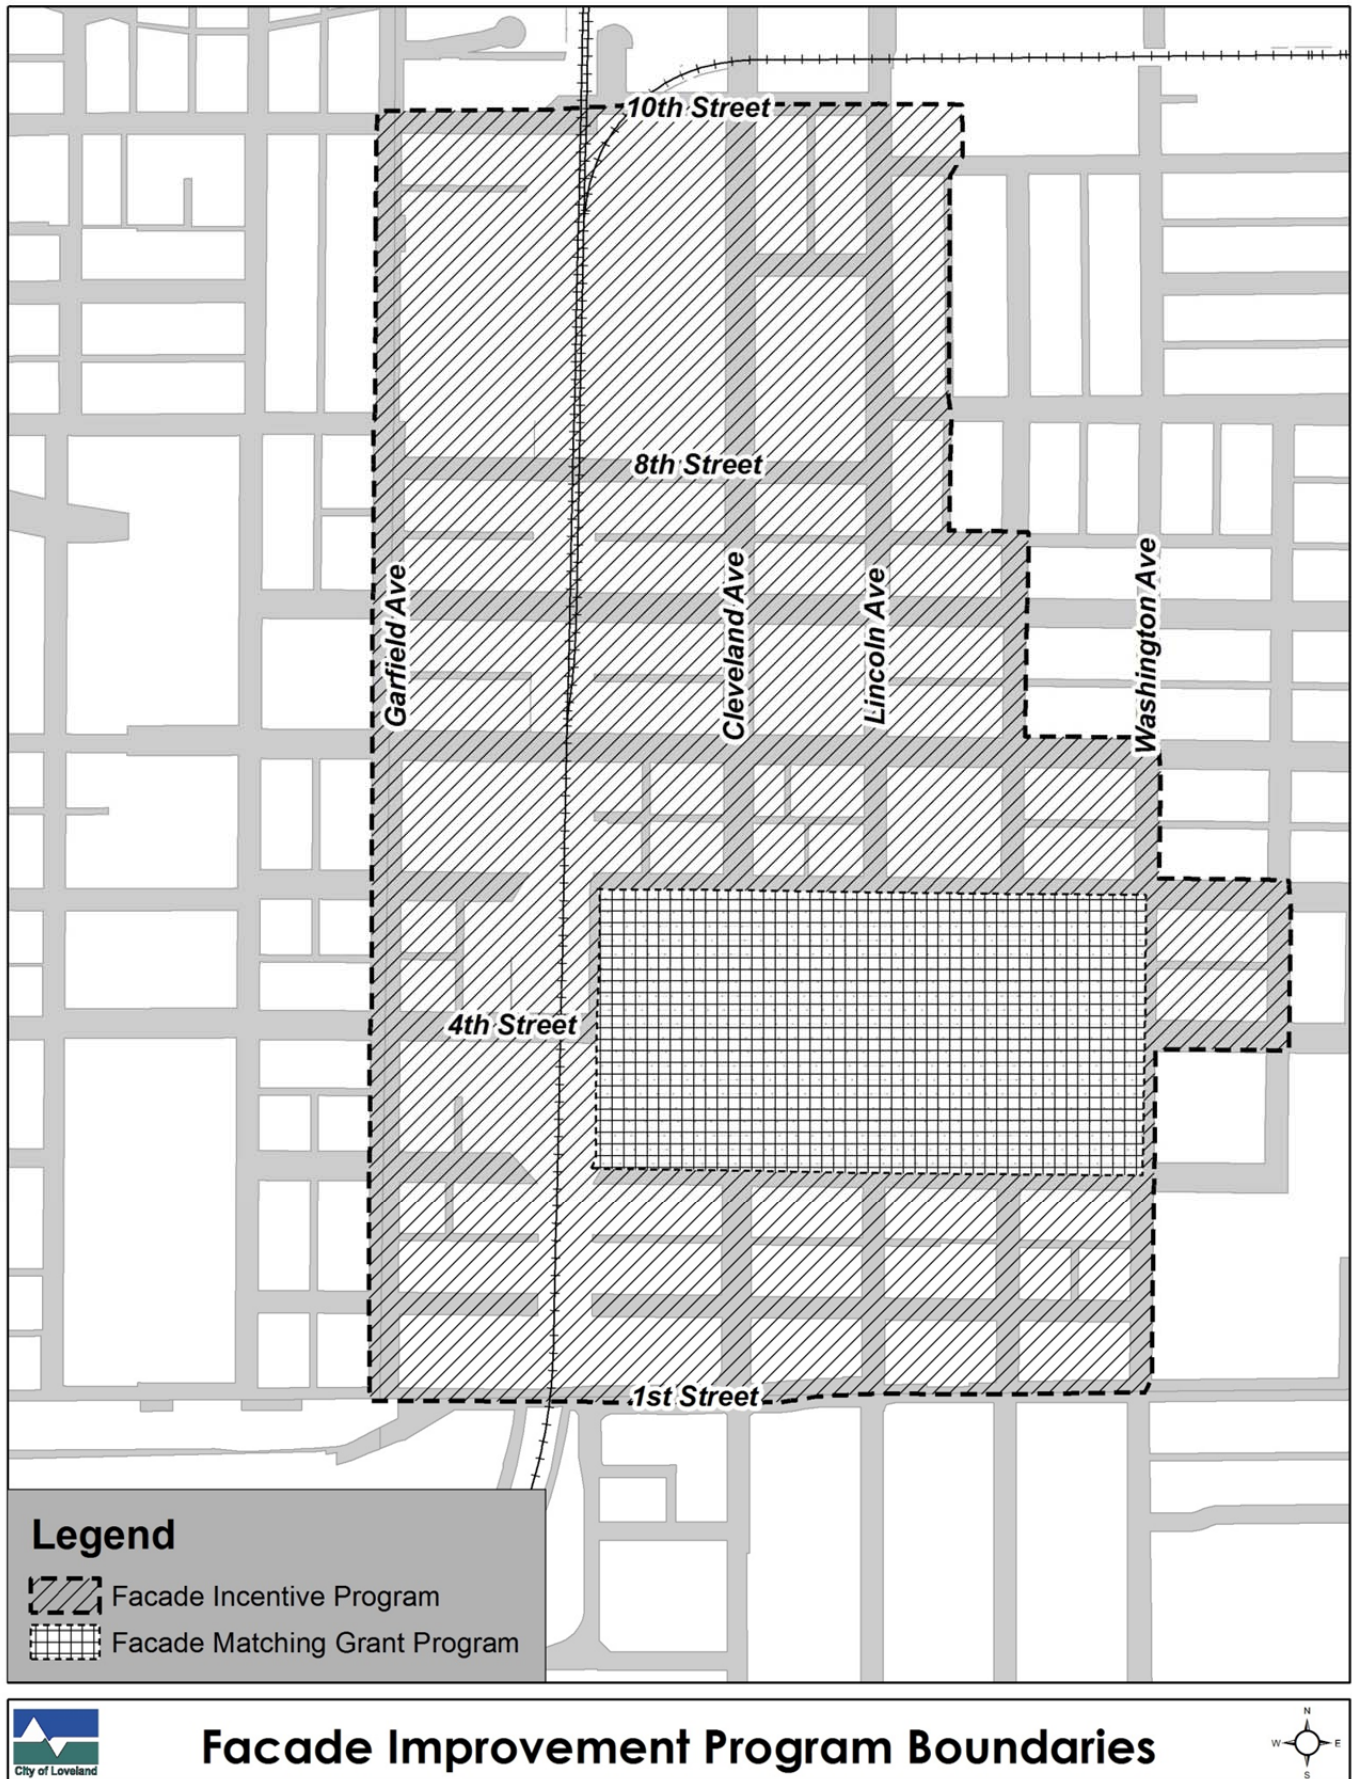 10th Street
8th Street
Garfield Ave
Cleveland Ave
Lincoln Ave
Washington Ave
4th Street
1st Street
Legend
Facade Incentive Program
Facade Matching Grant Program
City of Loveland
Facade Improvement Program Boundaries
N
W
E
S